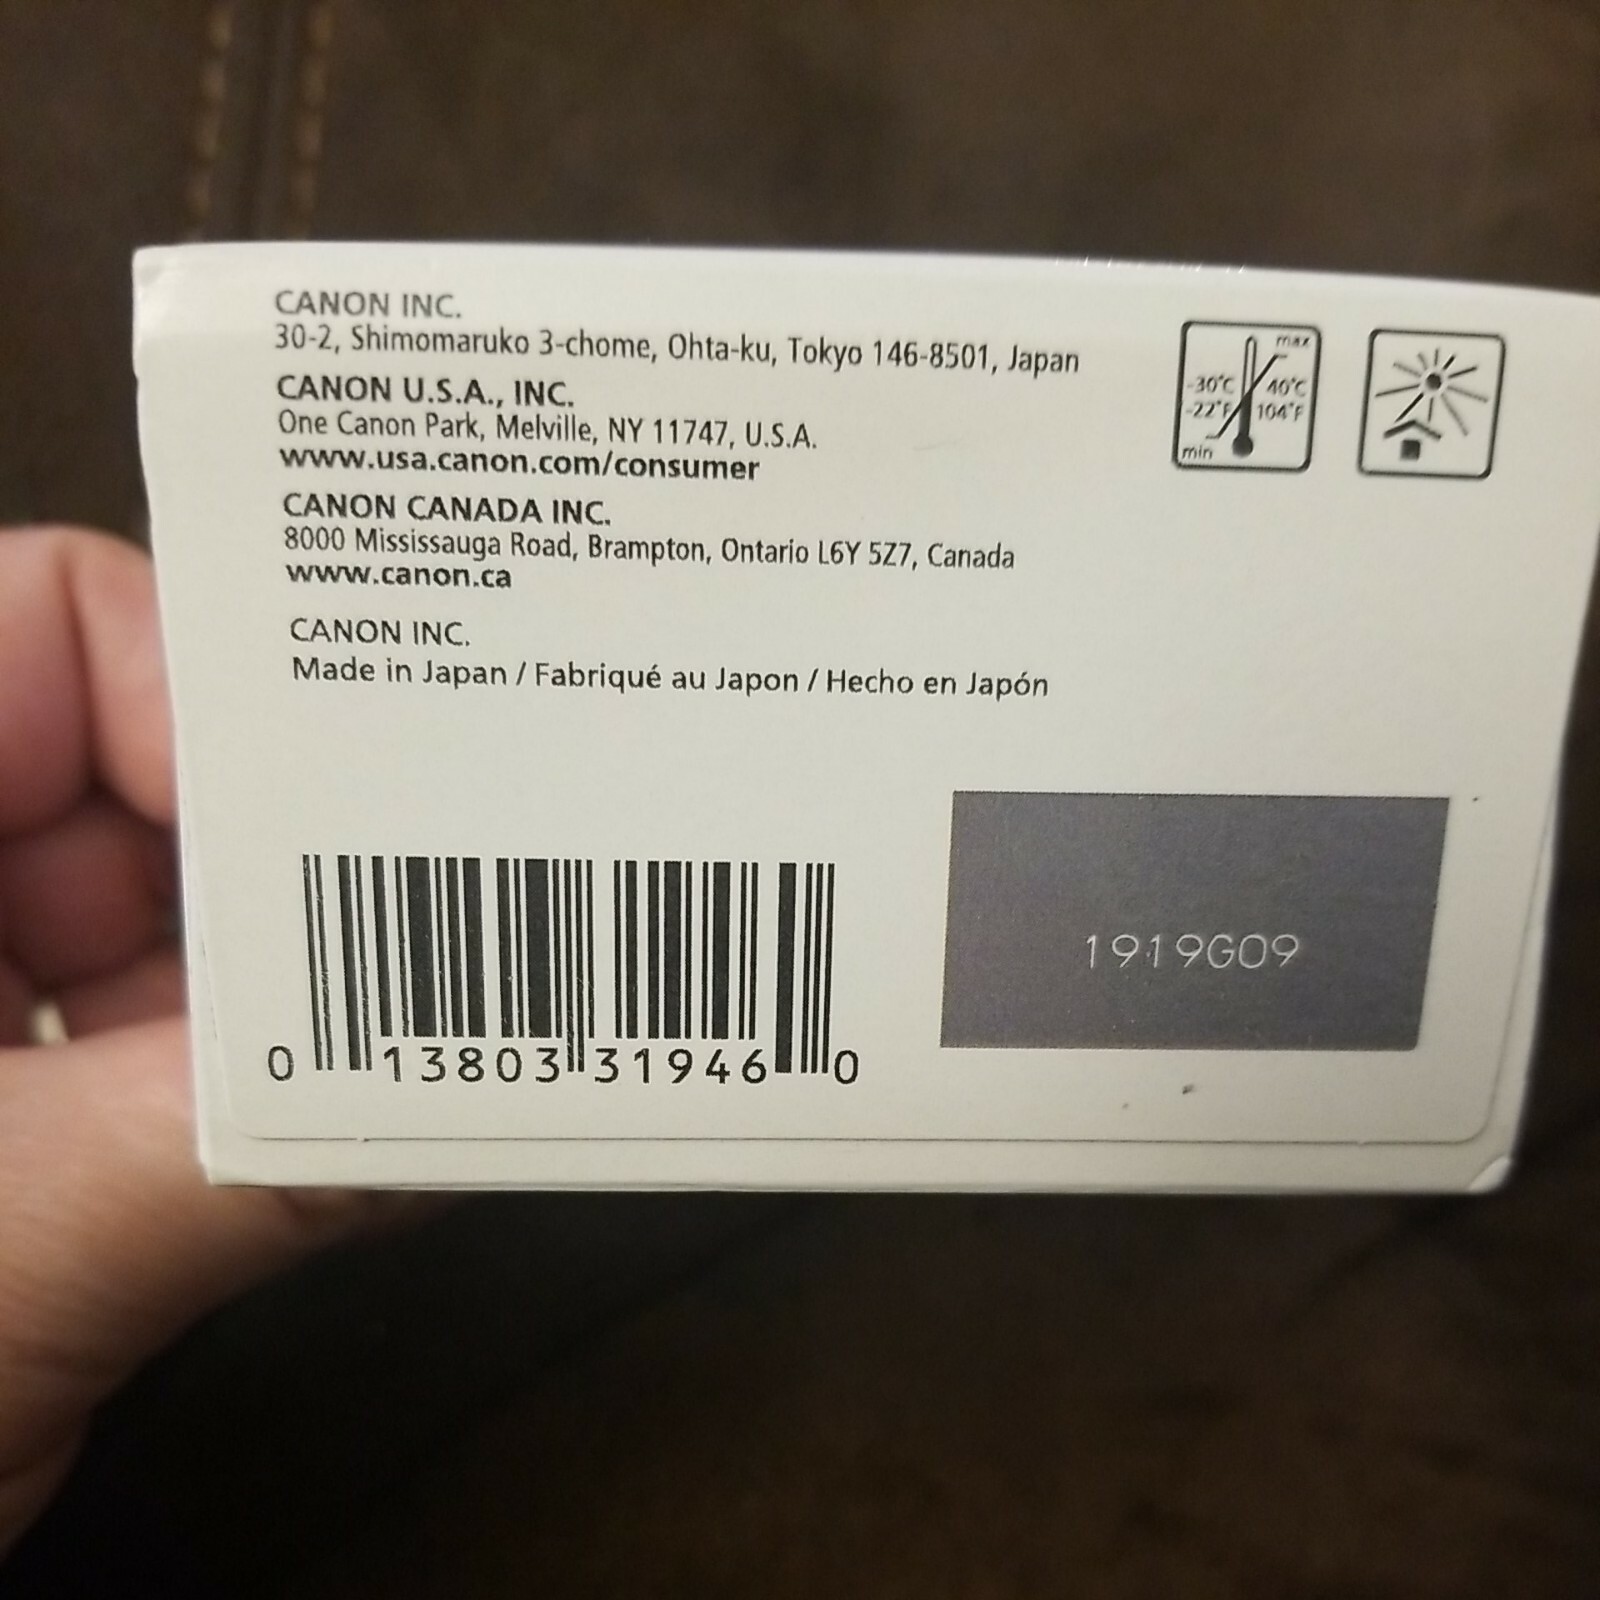 CANON INC.
30-2, Shimomaruko 3-chome, Ohta-ku, Tokyo 146-8501, Japan
CANON U.S.A., INC.
One Canon Park, Melville, NY 11747, U.S.A.
www.usa.canon.com/consumer
CANON CANADA INC.
8000 Mississauga Road, Brampton, Ontario L6Y 5Z7, Canada
www.canon.ca
CANON INC.
Made in Japan / Fabriqué au Japon / Hecho en Japón
max
-30°C 40°C
-22°F 104°F
min
1919G09
0 13803 31946 0